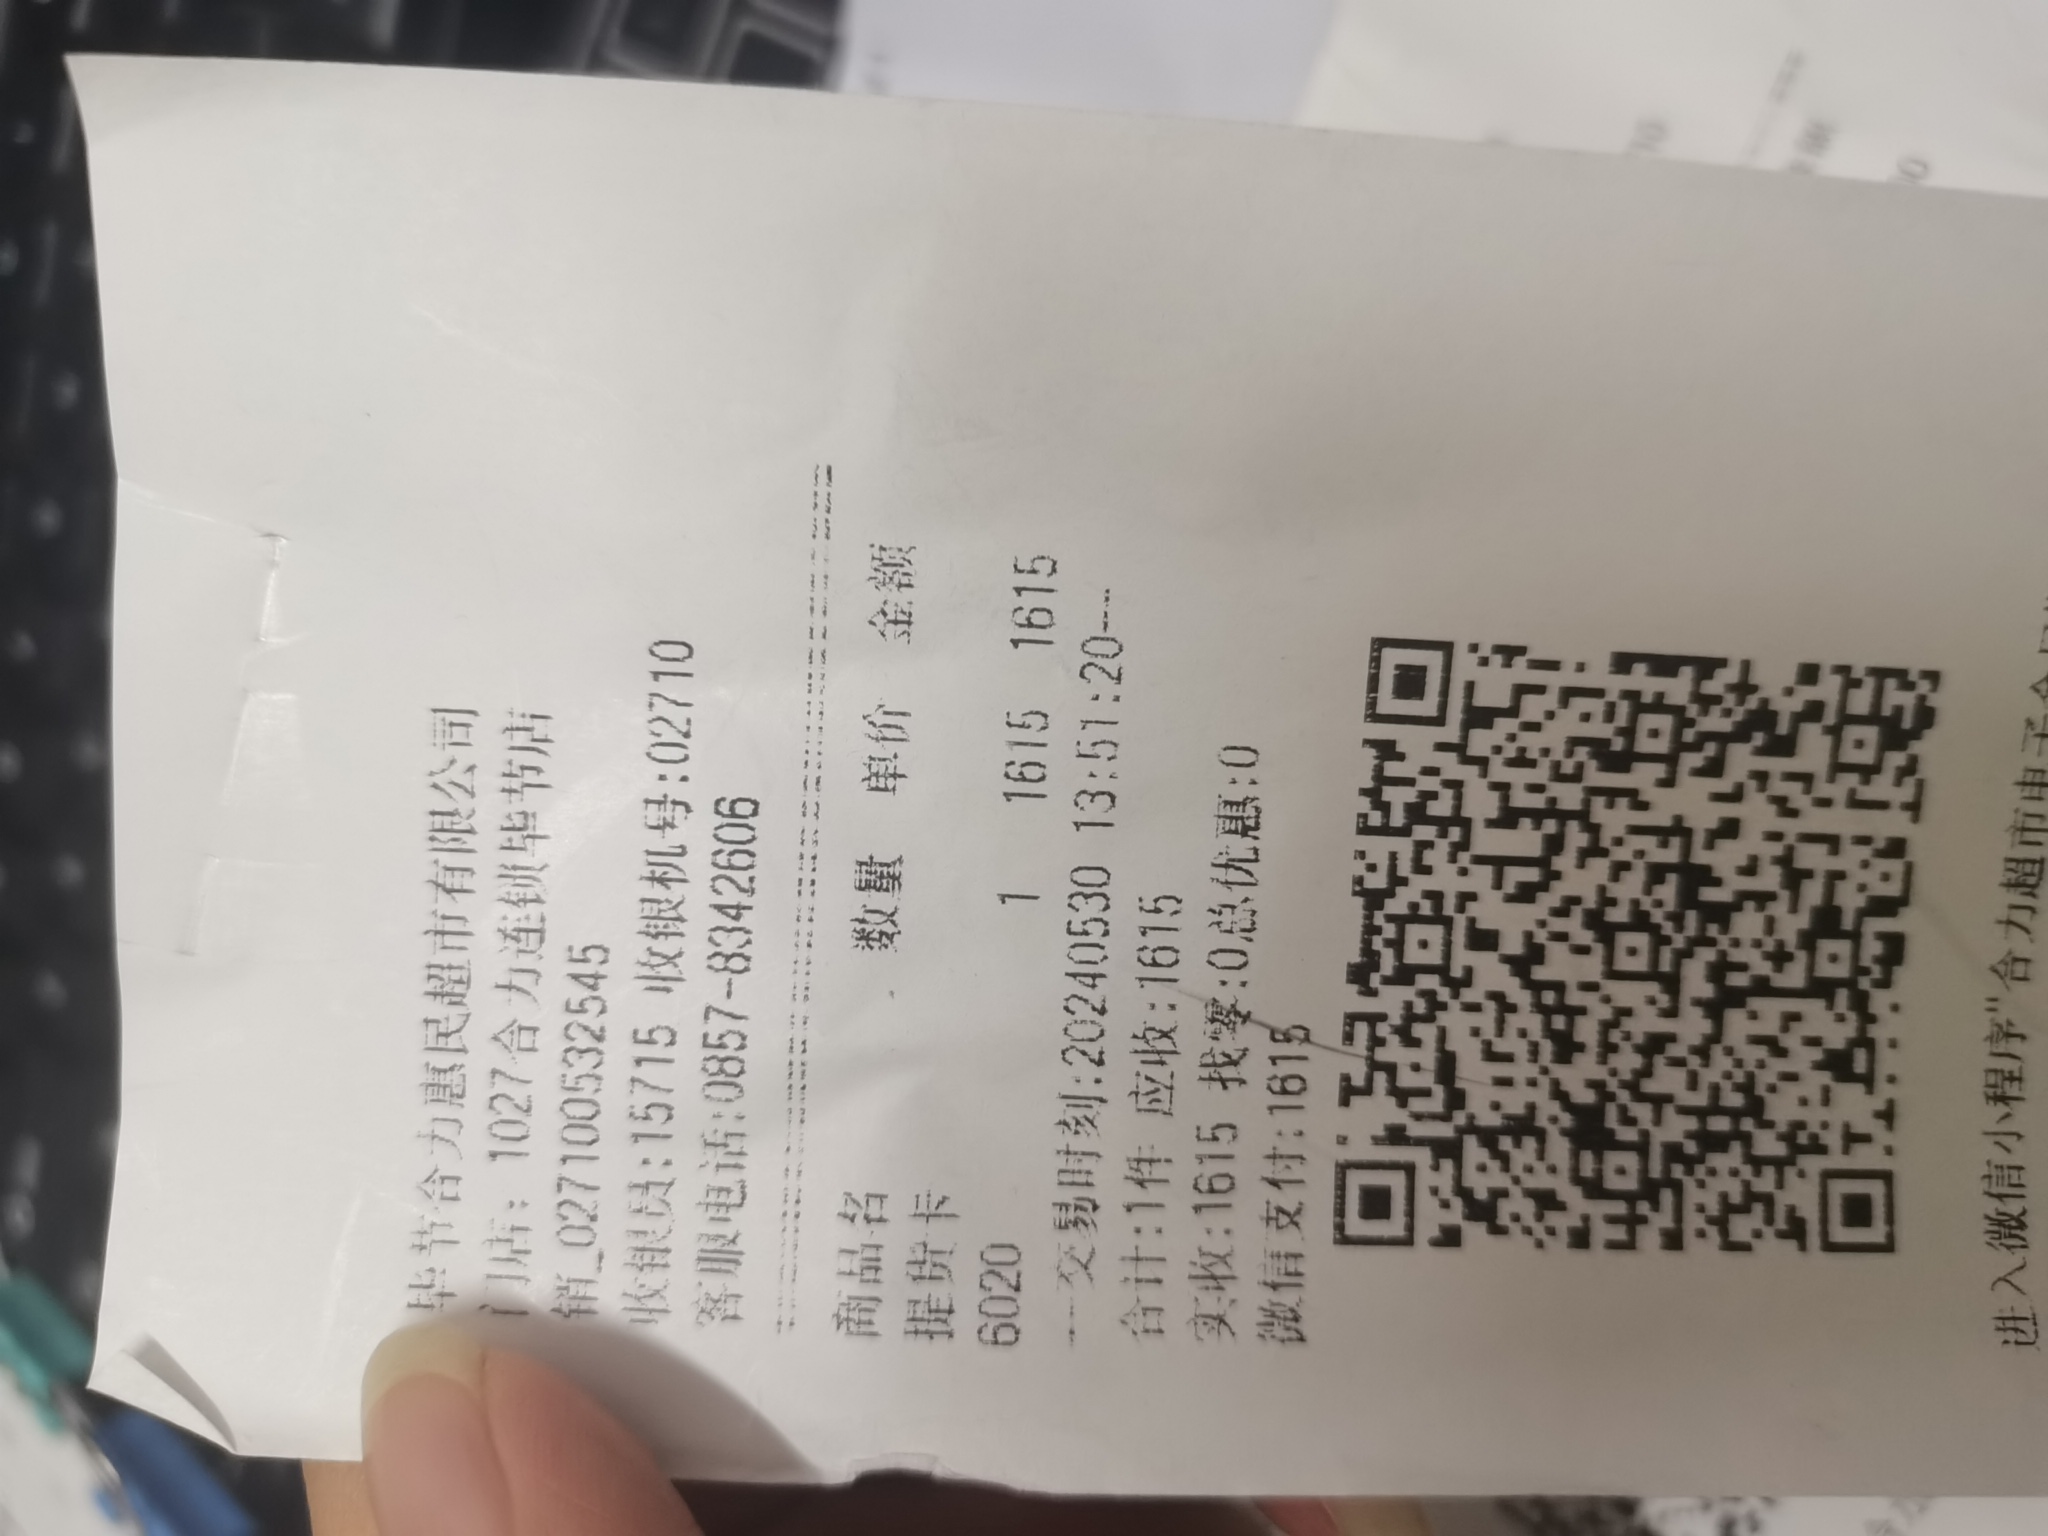 毕节合力惠民超市有限公司
门店: 1027合力连锁毕节店
销_027100532545
收银员:15715 收银机号:02710
客服电话:0857-8342606
商品名 数量 单价 金额
提货卡
6020 1 1615 1615
--交易时刻:20240530 13:51:20---
合计:1件 应收:1615
实收:1615 找零:0总优惠:0
微信支付:1615
进入微信小程序"合力超市电子会员